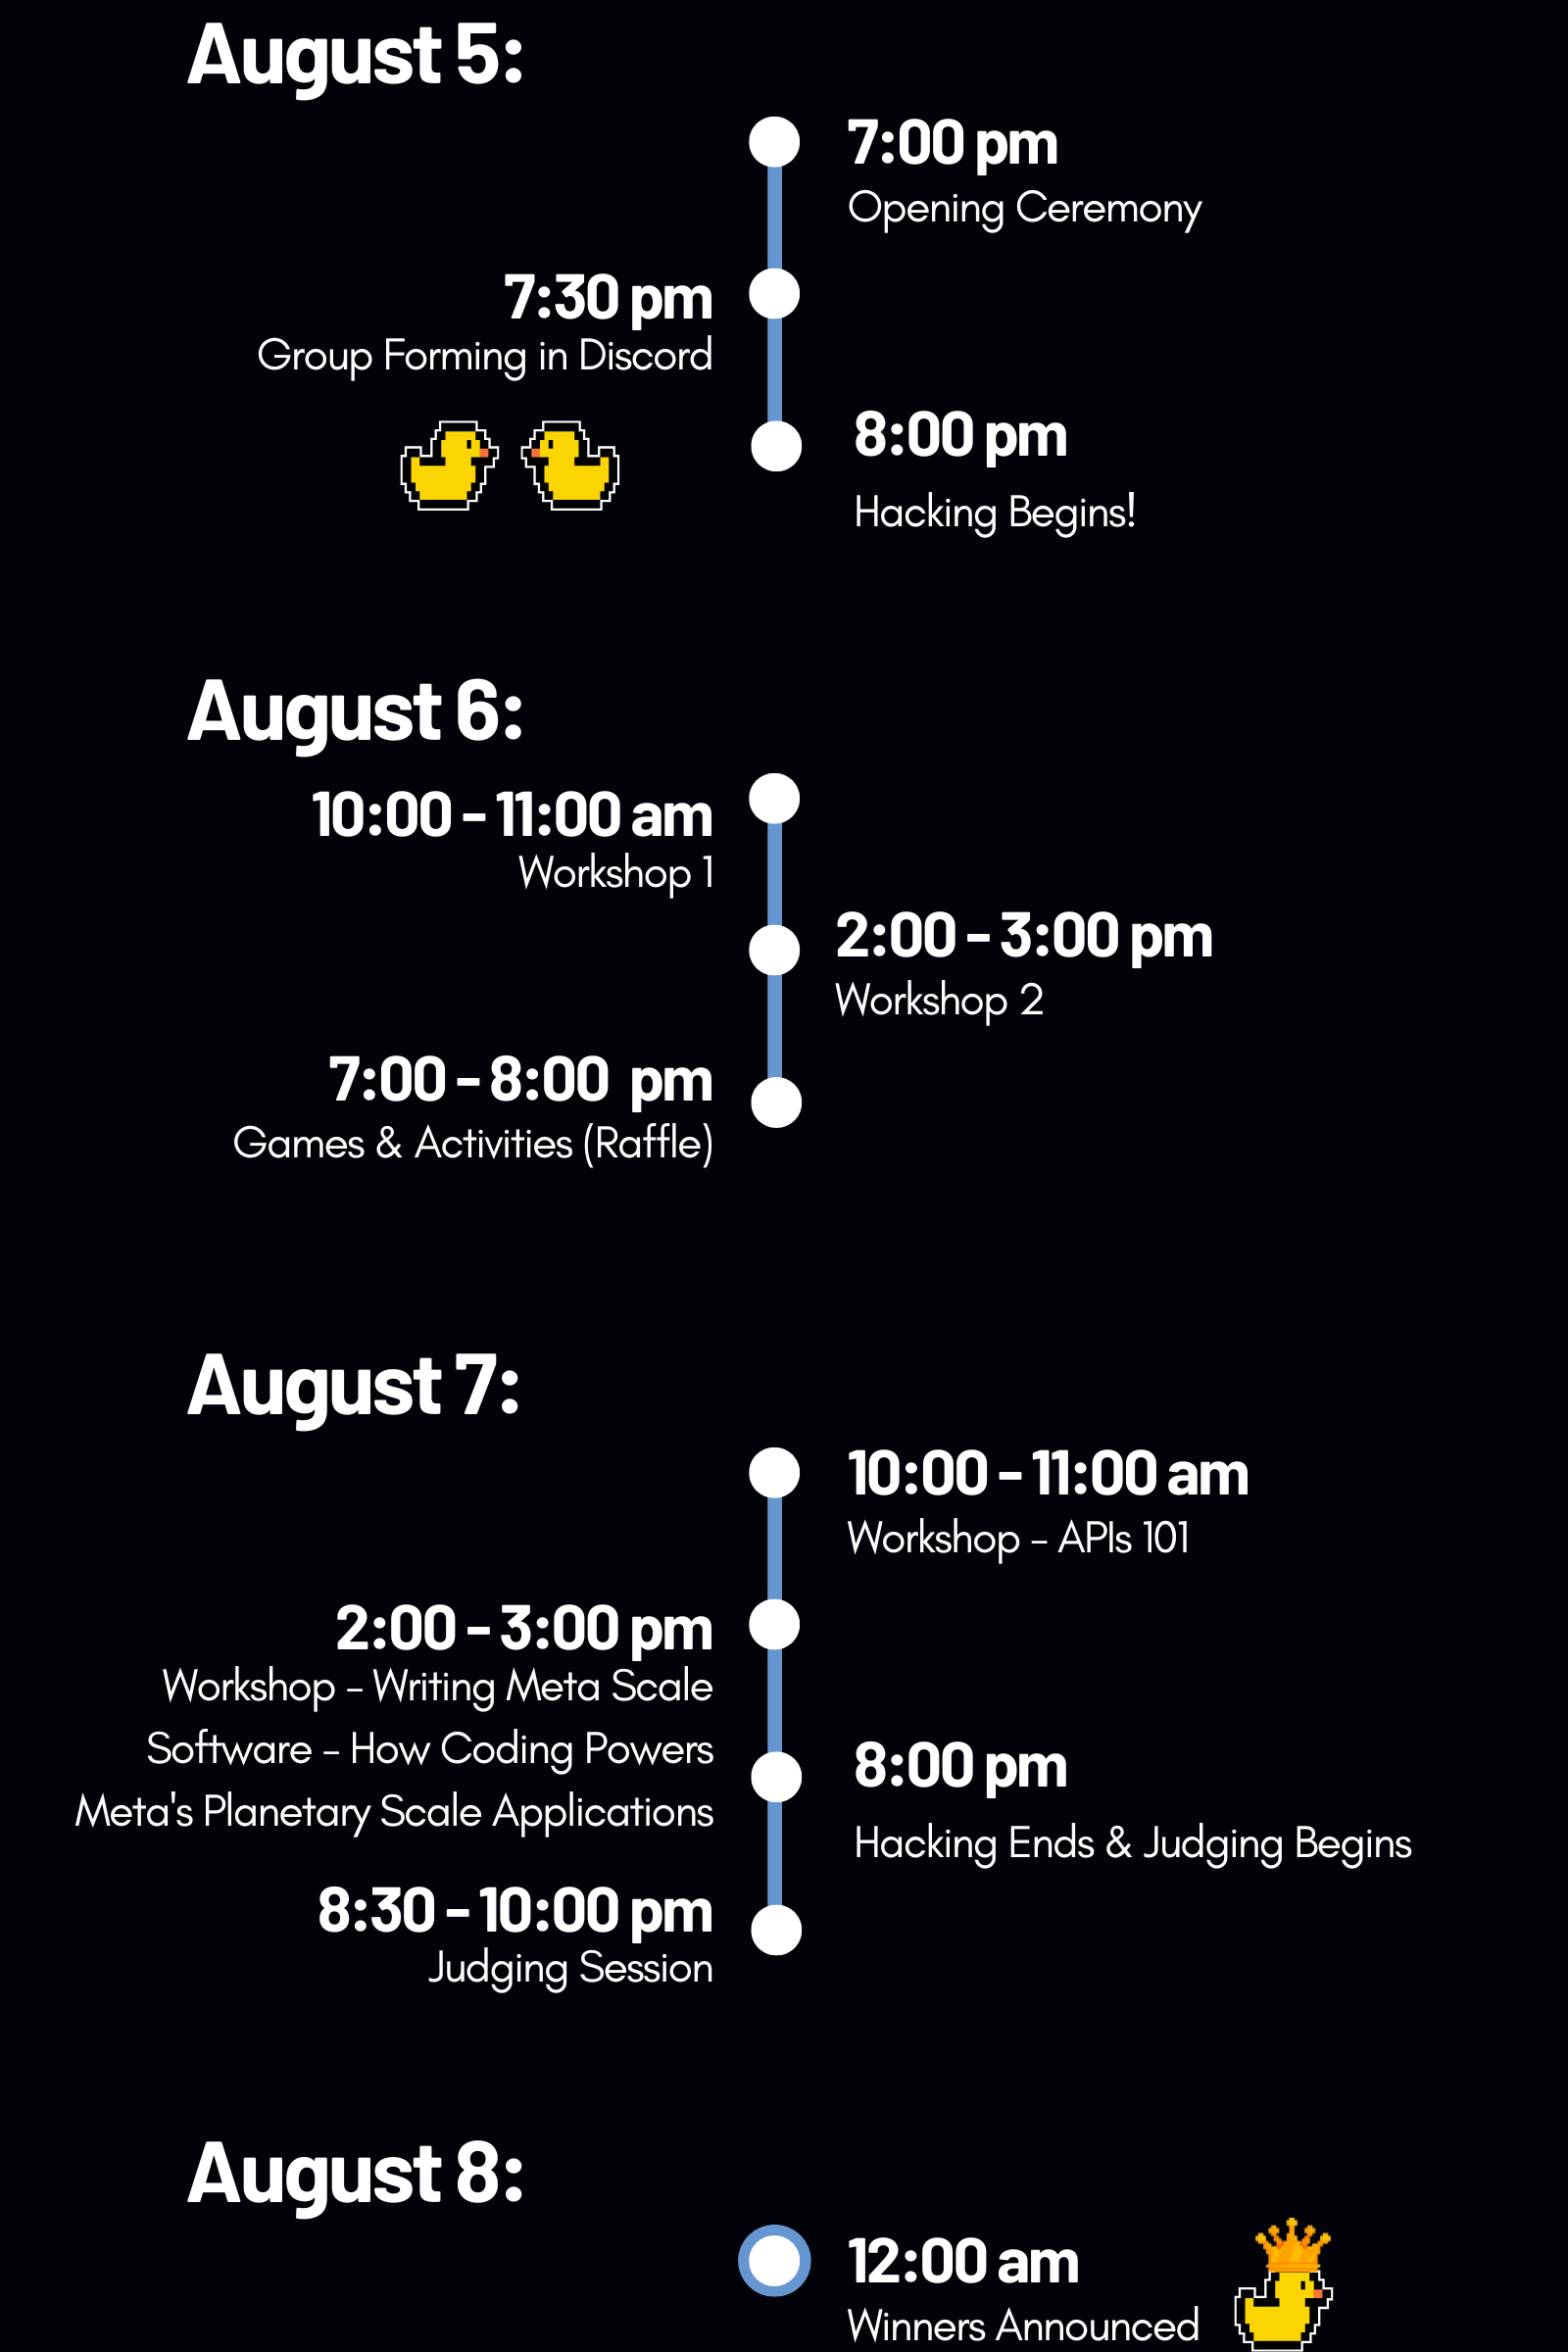 August 5:
7:00 pm
Opening Ceremony
7:30 pm
Group Forming in Discord
8:00 pm
Hacking Begins!
August 6:
10:00 - 11:00 am
Workshop 1
2:00 - 3:00 pm
Workshop 2
7:00 - 8:00 pm
Games & Activities (Raffle)
August 7:
10:00 - 11:00 am
Workshop - APIs 101
2:00 - 3:00 pm
Workshop - Writing Meta Scale
Software - How Coding Powers
Meta's Planetary Scale Applications
8:00 pm
Hacking Ends & Judging Begins
8:30 - 10:00 pm
Judging Session
August 8:
12:00 am
Winners Announced